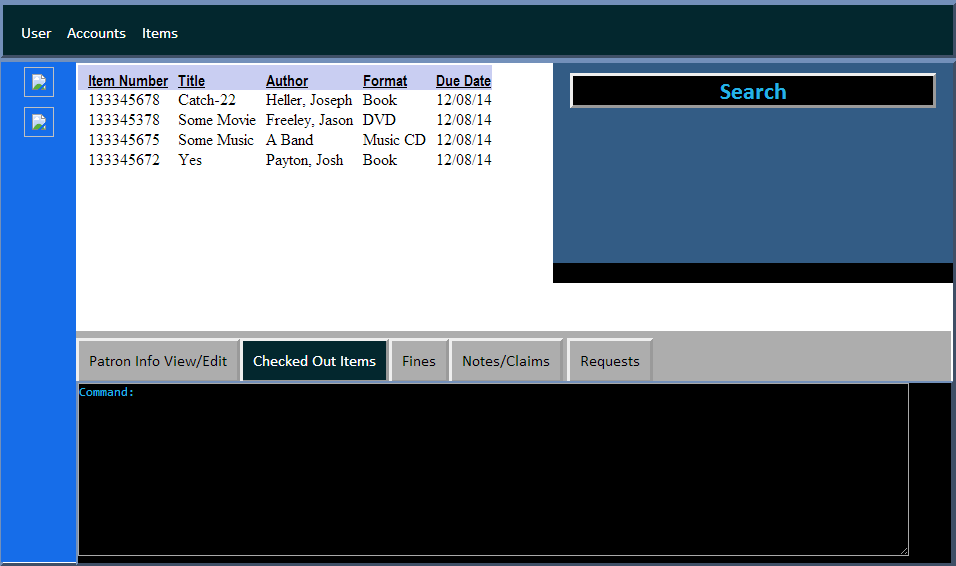 User Accounts Items
Item Number Title Author Format Due Date
133345678 Catch-22 Heller, Joseph Book 12/08/14
133345378 Some Movie Freeley, Jason DVD 12/08/14
133345675 Some Music A Band Music CD 12/08/14
133345672 Yes Payton, Josh Book 12/08/14
Search
Patron Info View/Edit Checked Out Items Fines Notes/Claims Requests
Command: